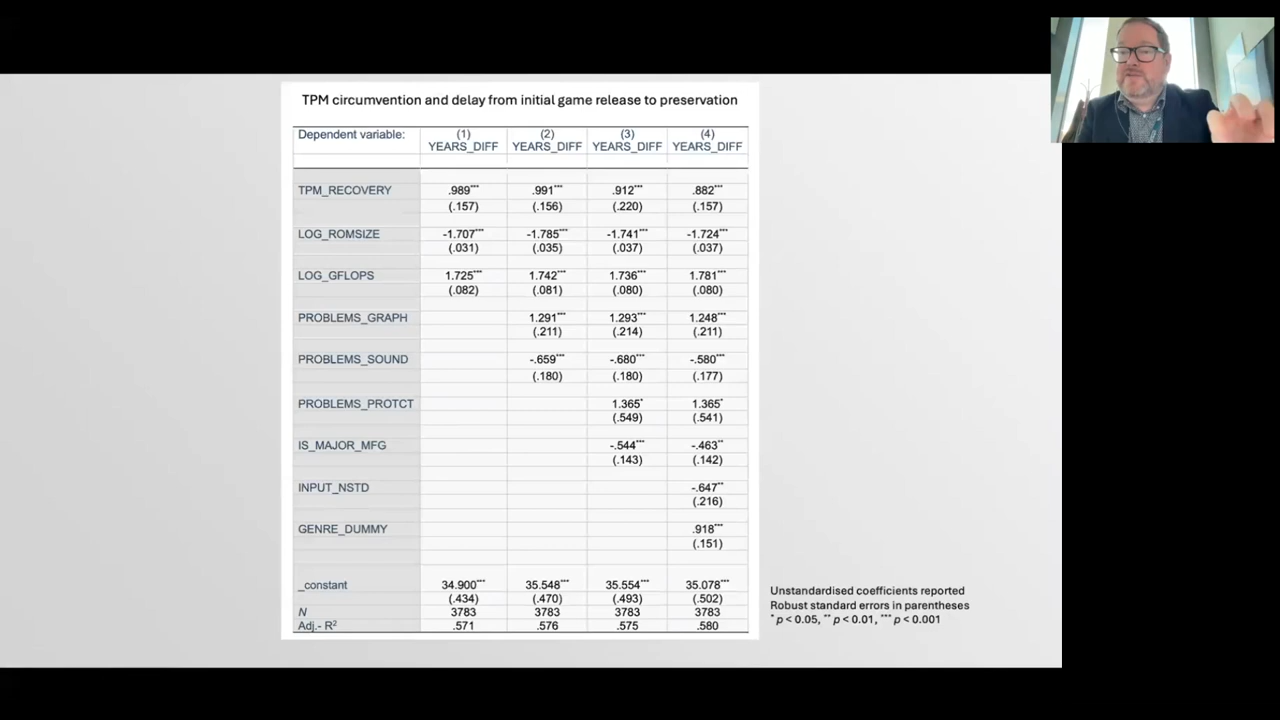 TPM circumvention and delay from initial game release to preservation
Dependent variable: (1) (2) (3) (4)
YEARS_DIFF YEARS_DIFF YEARS_DIFF YEARS_DIFF
TPM_RECOVERY .989*** .991*** .912*** .882***
(.157) (.156) (.220) (.157)
LOG_ROMSIZE -1.707*** -1.785*** -1.741*** -1.724***
(.031) (.035) (.037) (.037)
LOG_GFLOPS 1.725*** 1.742*** 1.736*** 1.781***
(.082) (.081) (.080) (.080)
PROBLEMS_GRAPH 1.291*** 1.293*** 1.248***
(.211) (.214) (.211)
PROBLEMS_SOUND -.659*** -.680*** -.580***
(.180) (.180) (.177)
PROBLEMS_PROTCT 1.365* 1.365*
(.549) (.541)
IS_MAJOR_MFG -.544*** -.463**
(.143) (.142)
INPUT_NSTD -.647**
(.216)
GENRE_DUMMY .918***
(.151)
_constant 34.900*** 35.548*** 35.554*** 35.078***
(.434) (.470) (.493) (.502)
N 3783 3783 3783 3783
Adj.- R² .571 .576 .575 .580
Unstandardised coefficients reported
Robust standard errors in parentheses
* p < 0.05, ** p < 0.01, *** p < 0.001